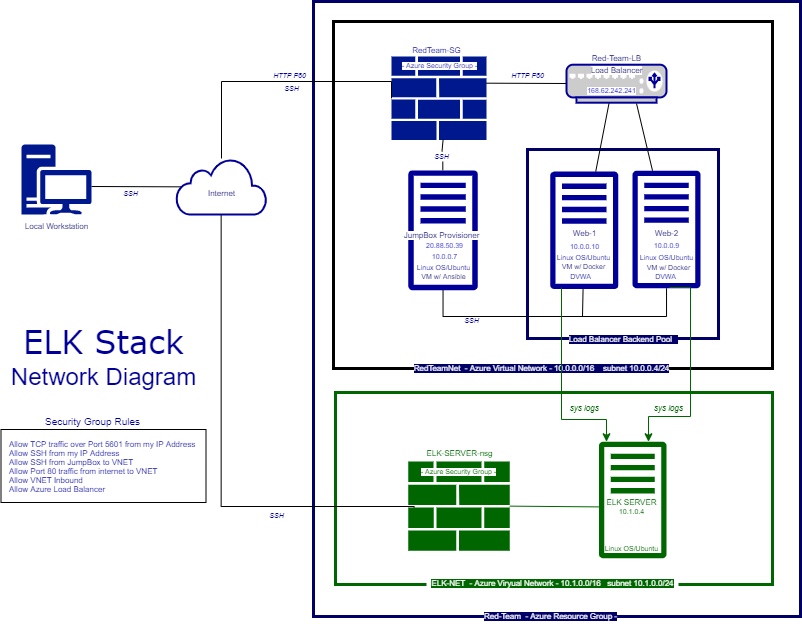 RedTeam-SG
- Azure Security Group -
HTTP P80
SSH
HTTP P80
Red-Team-LB
Load Balancer
168.62.242.241
SSH
Local Workstation
SSH
Internet
JumpBox Provisioner
20.88.50.39
10.0.0.7
Linux OS/Ubuntu
VM w/ Ansible
Web-1
10.0.0.10
Linux OS/Ubuntu
VM w/ Docker
DVWA
Web-2
10.0.0.9
Linux OS/Ubuntu
VM w/ Docker
DVWA
SSH
Load Balancer Backend Pool
RedTeamNet - Azure Virtual Network - 10.0.0.0/16 subnet 10.0.0.4/24
ELK Stack
Network Diagram
Security Group Rules
Allow TCP traffic over Port 5601 from my IP Address
Allow SSH from my IP Address
Allow SSH from JumpBox to VNET
Allow Port 80 traffic from internet to VNET
Allow VNET Inbound
Allow Azure Load Balancer
sys logs
sys logs
ELK-SERVER-nsg
- Azure Security Group -
SSH
ELK SERVER
10.1.0.4
Linux OS/Ubuntu
ELK-NET - Azure Viryual Network - 10.1.0.0/16 subnet 10.1.0.0/24
Red-Team - Azure Resource Group -